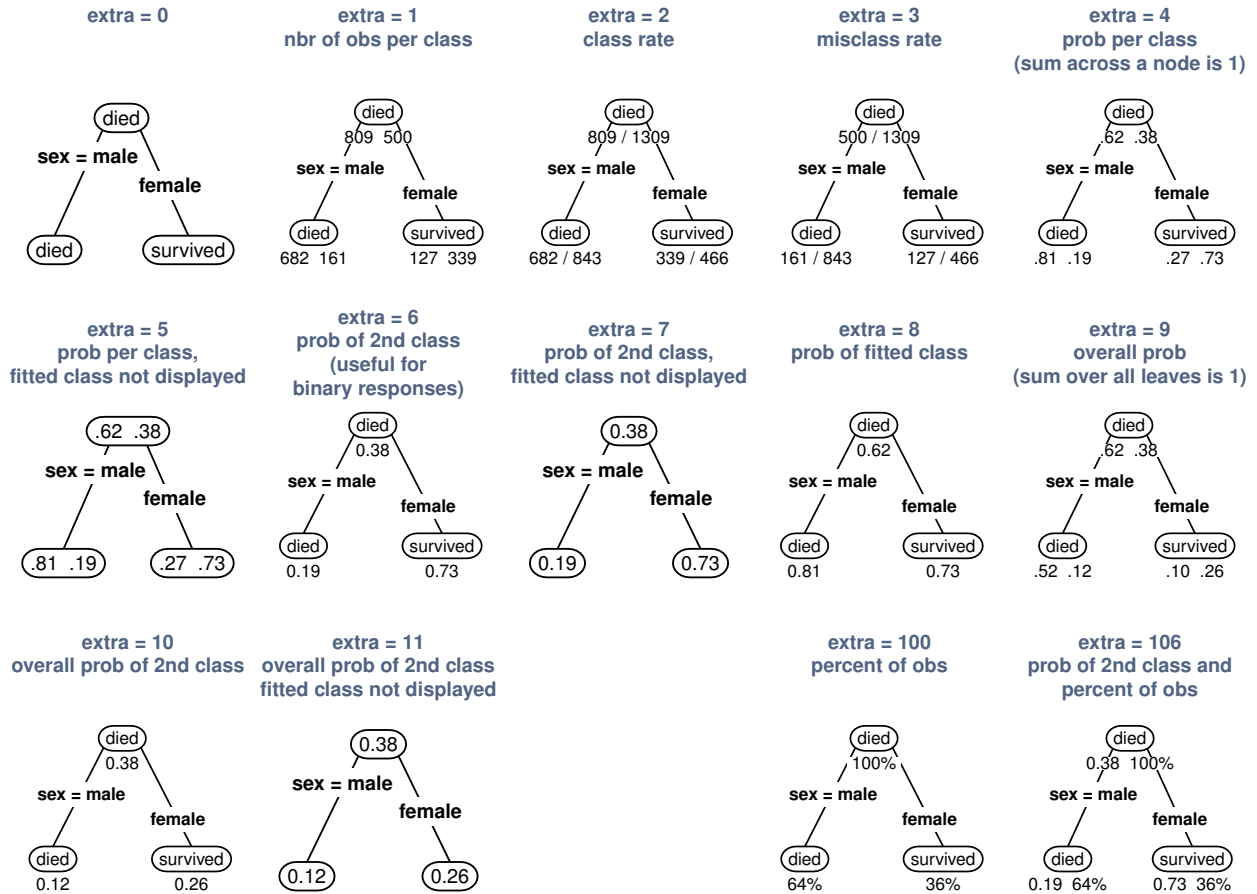 extra = 0
extra = 1
nbr of obs per class
extra = 2
class rate
extra = 3
misclass rate
extra = 4
prob per class
(sum across a node is 1)
died
sex = male
female
died
survived
died
809 500
sex = male
female
died
survived
682 161
127 339
died
809 / 1309
sex = male
female
died
survived
682 / 843
339 / 466
died
500 / 1309
sex = male
female
died
survived
161 / 843
127 / 466
died
.62 .38
sex = male
female
died
survived
.81 .19
.27 .73
extra = 5
prob per class,
fitted class not displayed
extra = 6
prob of 2nd class
(useful for
binary responses)
extra = 7
prob of 2nd class,
fitted class not displayed
extra = 8
prob of fitted class
extra = 9
overall prob
(sum over all leaves is 1)
.62 .38
sex = male
female
.81 .19
.27 .73
died
0.38
sex = male
female
died
survived
0.19
0.73
0.38
sex = male
female
0.19
0.73
died
0.62
sex = male
female
died
survived
0.81
0.73
died
.62 .38
sex = male
female
died
survived
.52 .12
.10 .26
extra = 10
overall prob of 2nd class
extra = 11
overall prob of 2nd class
fitted class not displayed
extra = 100
percent of obs
extra = 106
prob of 2nd class and
percent of obs
died
0.38
sex = male
female
died
survived
0.12
0.26
0.38
sex = male
female
0.12
0.26
died
100%
sex = male
female
died
survived
64%
36%
died
0.38 100%
sex = male
female
died
survived
0.19 64%
0.73 36%